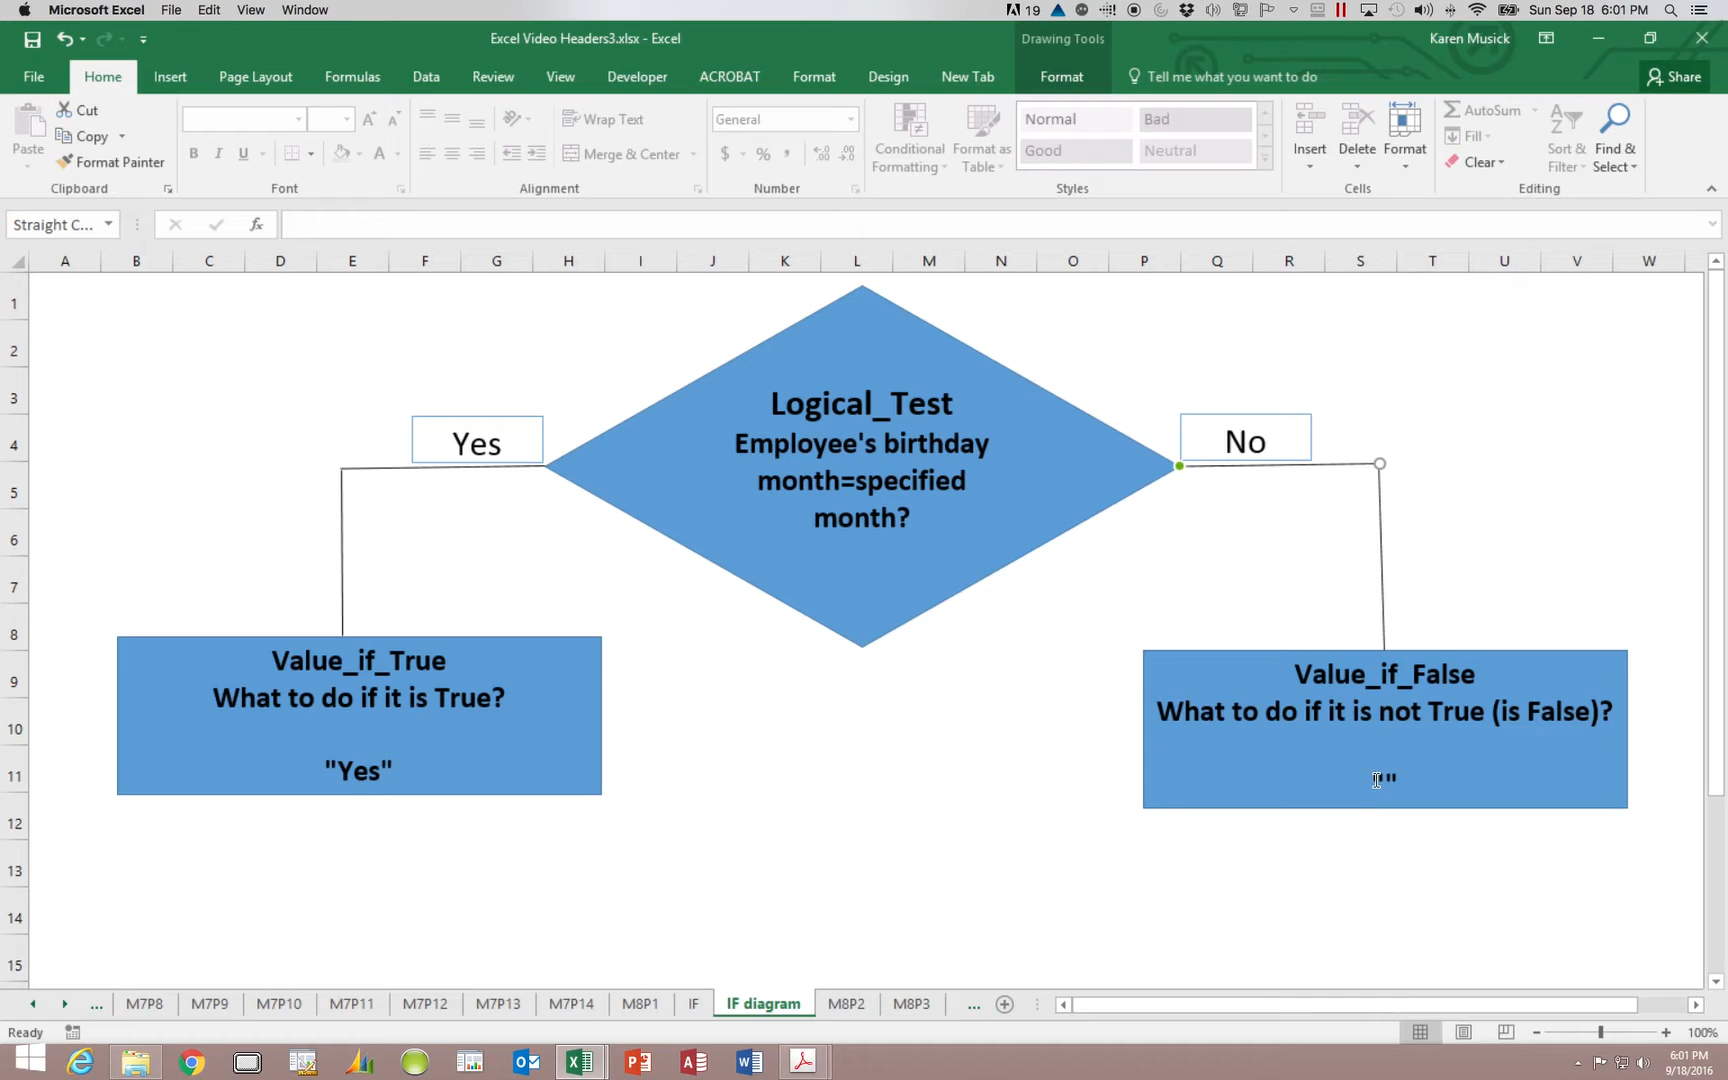 Microsoft Excel File Edit View Window
19
Sun Sep 18 6:01 PM
Excel Video Headers3.xlsx - Excel
Drawing Tools
Karen Musick
File Home Insert Page Layout Formulas Data Review View Developer ACROBAT Format Design New Tab Format Tell me what you want to do Share
Paste
Cut
Copy
Format Painter
Clipboard
B I U A
Font
Wrap Text
Merge & Center
Alignment
General
$ % ,
Number
Conditional Formatting
Format as Table
Normal Bad
Good Neutral
Styles
Insert Delete Format
Cells
AutoSum
Fill
Clear
Sort & Filter
Find & Select
Editing
Straight C...
fx
A B C D E F G H I J K L M N O P Q R S T U V W
1
2
3
4
5
6
7
8
9
10
11
12
13
14
15
Logical_Test
Employee's birthday
month=specified
month?
Yes
No
Value_if_True
What to do if it is True?
"Yes"
Value_if_False
What to do if it is not True (is False)?
""
... M7P8 M7P9 M7P10 M7P11 M7P12 M7P13 M7P14 M8P1 IF IF diagram M8P2 M8P3 ...
Ready
100%
6:01 PM
9/18/2016